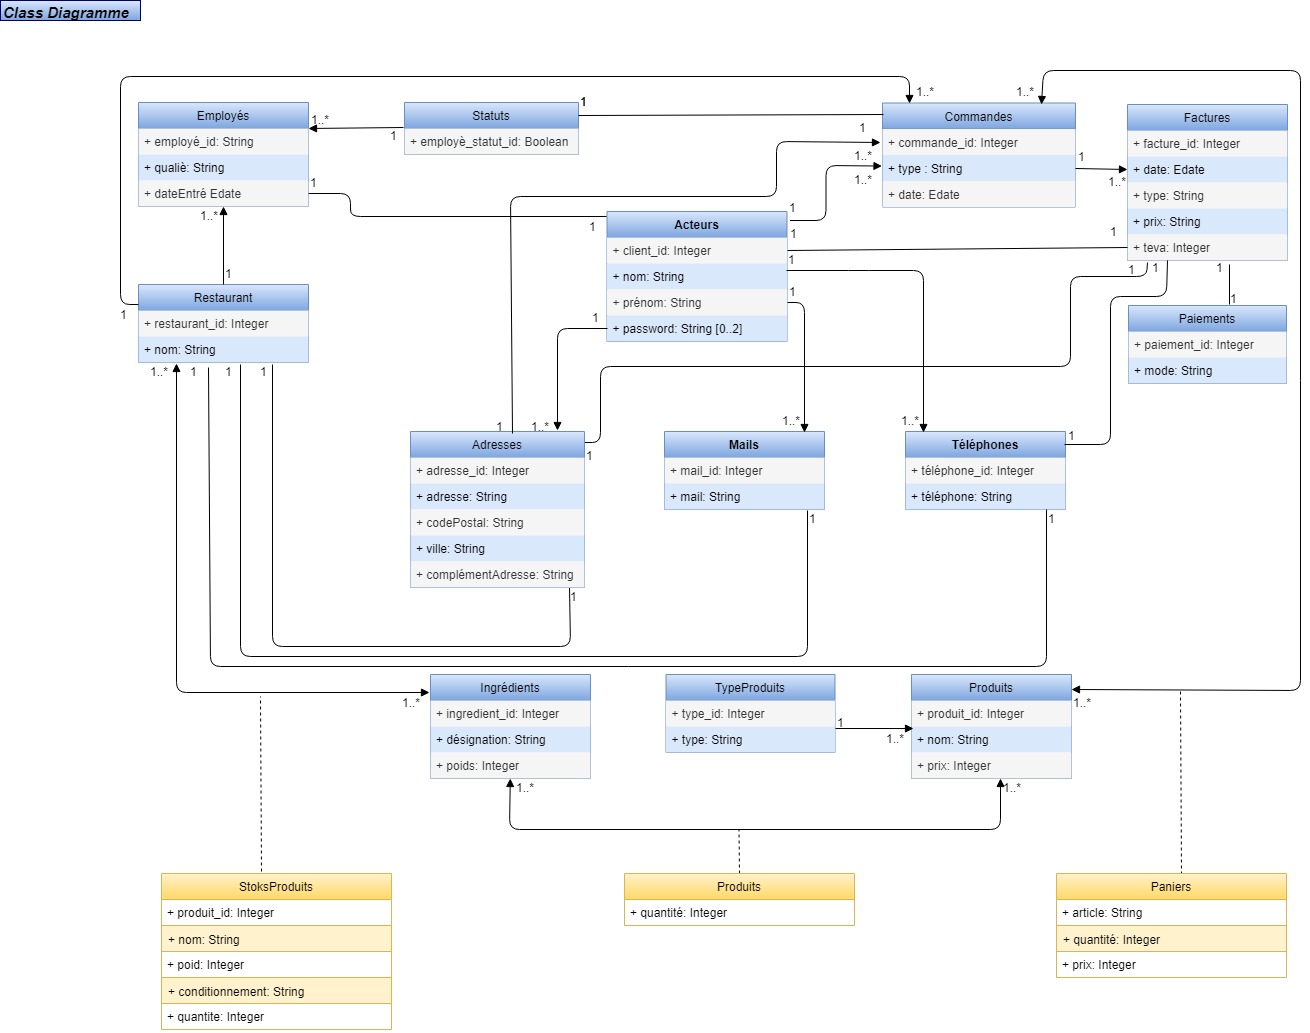 Class Diagramme
Employés
+ employé_id: String
+ qualiè: String
+ dateEntré Edate
1..*
1
Statuts
+ employè_statut_id: Boolean
1
1
1..*
1..*
Commandes
+ commande_id: Integer
+ type : String
+ date: Edate
1
1..*
1..*
1
1..*
Factures
+ facture_id: Integer
+ date: Edate
+ type: String
+ prix: String
+ teva: Integer
1
1..*
1
1
Restaurant
+ restaurant_id: Integer
+ nom: String
1
1..*
1
1
1
1
Acteurs
+ client_id: Integer
+ nom: String
+ prénom: String
+ password: String [0..2]
1
1
1
1
1
1
1
1
1
1
Paiements
+ paiement_id: Integer
+ mode: String
1
1..*
Adresses
+ adresse_id: Integer
+ adresse: String
+ codePostal: String
+ ville: String
+ complémentAdresse: String
1
1
1..*
Mails
+ mail_id: Integer
+ mail: String
1
1..*
Téléphones
+ téléphone_id: Integer
+ téléphone: String
1
1
1..*
Ingrédients
+ ingredient_id: Integer
+ désignation: String
+ poids: Integer
1..*
TypeProduits
+ type_id: Integer
+ type: String
1
1..*
Produits
+ produit_id: Integer
+ nom: String
+ prix: Integer
1..*
1..*
StoksProduits
+ produit_id: Integer
+ nom: String
+ poid: Integer
+ conditionnement: String
+ quantite: Integer
Produits
+ quantité: Integer
Paniers
+ article: String
+ quantité: Integer
+ prix: Integer